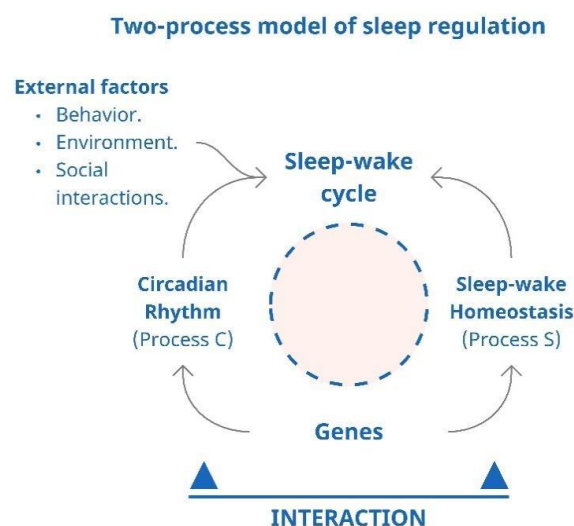 Two-process model of sleep regulation
External factors
• Behavior.
• Environment.
• Social
interactions.
Sleep-wake
cycle
Circadian
Rhythm
(Process C)
Sleep-wake
Homeostasis
(Process S)
Genes
INTERACTION